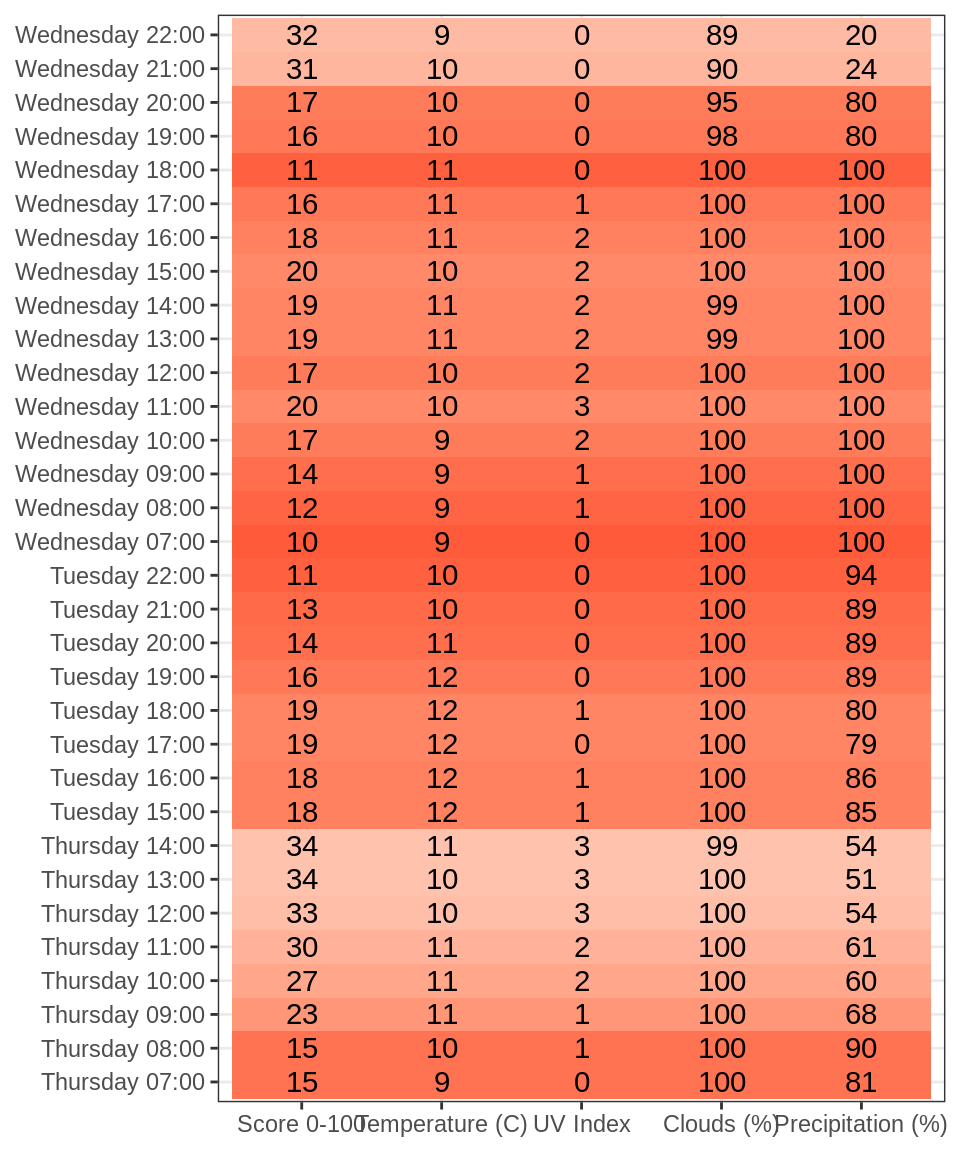 Wednesday 22:00 32 9 0 89 20
Wednesday 21:00 31 10 0 90 24
Wednesday 20:00 17 10 0 95 80
Wednesday 19:00 16 10 0 98 80
Wednesday 18:00 11 11 0 100 100
Wednesday 17:00 16 11 1 100 100
Wednesday 16:00 18 11 2 100 100
Wednesday 15:00 20 10 2 100 100
Wednesday 14:00 19 11 2 99 100
Wednesday 13:00 19 11 2 99 100
Wednesday 12:00 17 10 2 100 100
Wednesday 11:00 20 10 3 100 100
Wednesday 10:00 17 9 2 100 100
Wednesday 09:00 14 9 1 100 100
Wednesday 08:00 12 9 1 100 100
Wednesday 07:00 10 9 0 100 100
Tuesday 22:00 11 10 0 100 94
Tuesday 21:00 13 10 0 100 89
Tuesday 20:00 14 11 0 100 89
Tuesday 19:00 16 12 0 100 89
Tuesday 18:00 19 12 1 100 80
Tuesday 17:00 19 12 0 100 79
Tuesday 16:00 18 12 1 100 86
Tuesday 15:00 18 12 1 100 85
Thursday 14:00 34 11 3 99 54
Thursday 13:00 34 10 3 100 51
Thursday 12:00 33 10 3 100 54
Thursday 11:00 30 11 2 100 61
Thursday 10:00 27 11 2 100 60
Thursday 09:00 23 11 1 100 68
Thursday 08:00 15 10 1 100 90
Thursday 07:00 15 9 0 100 81
Score 0-100 Temperature (C) UV Index Clouds (%) Precipitation (%)